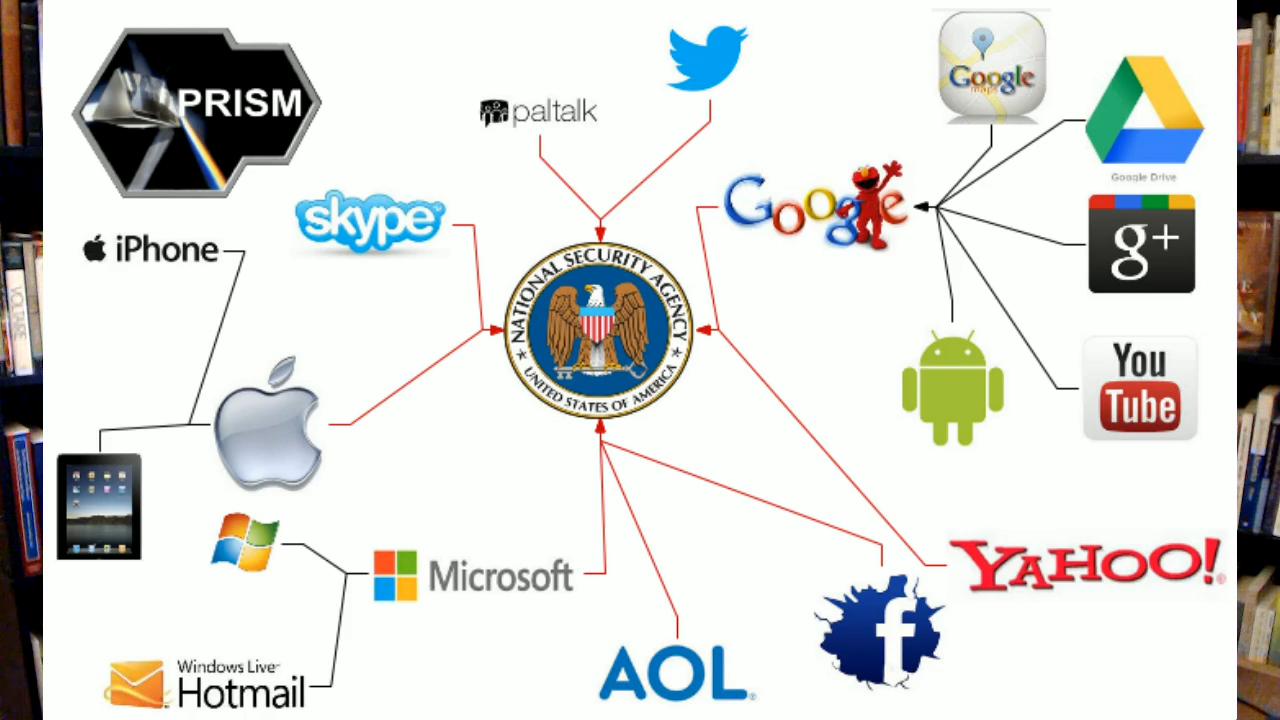 PRISM
paltalk
Google
maps
Google Drive
skype
Google
g+
iPhone
NATIONAL SECURITY AGENCY
UNITED STATES OF AMERICA
You
Tube
Microsoft
YAHOO!
f
Windows Live
Hotmail
AOL
VOLTAIRE